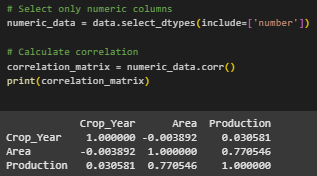 # Select only numeric columns
numeric_data = data.select_dtypes(include=['number'])
# Calculate correlation
correlation_matrix = numeric_data.corr()
print(correlation_matrix)
Crop_Year Area Production
Crop_Year 1.000000 -0.003892 0.030581
Area -0.003892 1.000000 0.770546
Production 0.030581 0.770546 1.000000